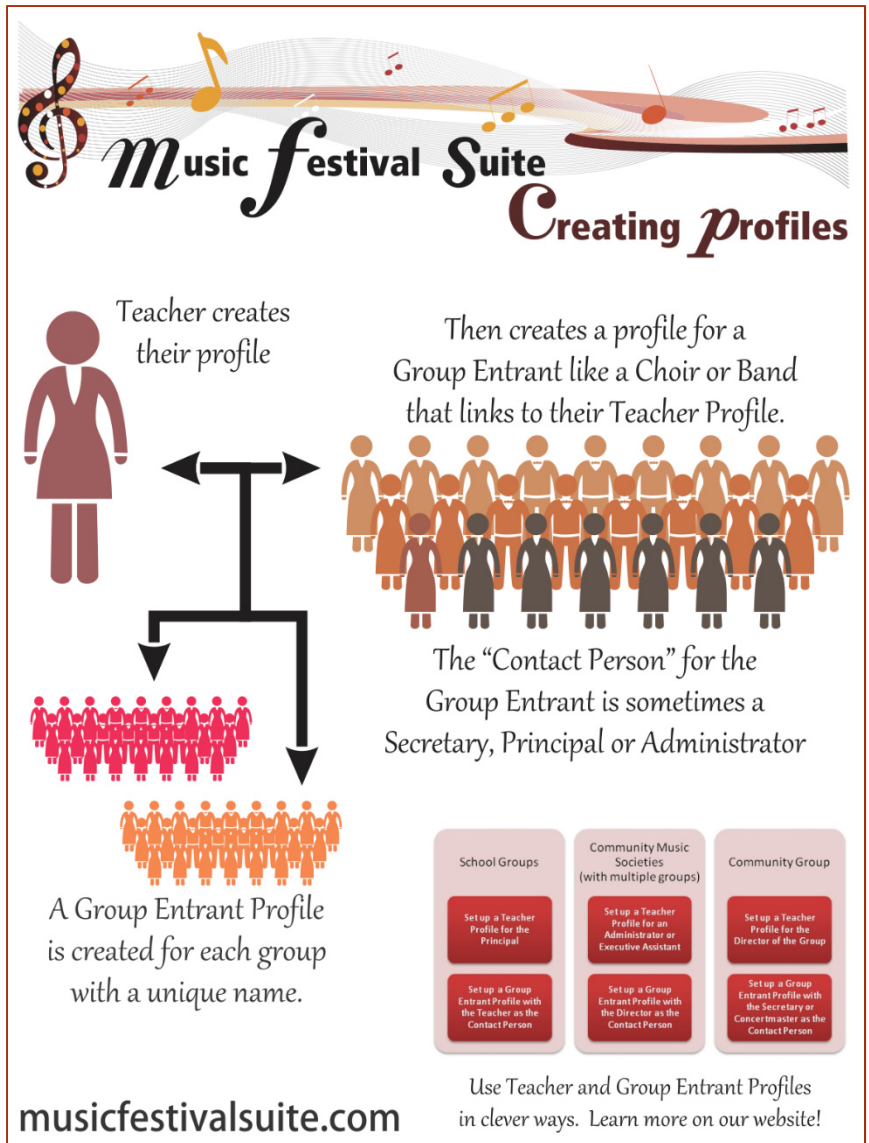 Music Festival Suite
Creating Profiles
Teacher creates
their profile
Then creates a profile for a
Group Entrant like a Choir or Band
that links to their Teacher Profile.
The “Contact Person” for the
Group Entrant is sometimes a
Secretary, Principal or Administrator
A Group Entrant Profile
is created for each group
with a unique name.
School Groups
Set up a Teacher
Profile for the
Principal
Set up a Group
Entrant Profile with
the Teacher as the
Contact Person
Community Music
Societies
(with multiple groups)
Set up a Teacher
Profile for an
Administrator or
Executive Assistant
Set up a Group
Entrant Profile with
the Director as the
Contact Person
Community Group
Set up a Teacher
Profile for the
Director of the Group
Set up a Group
Entrant Profile with
the Secretary or
Concertmaster as the
Contact Person
musicfestivalsuite.com
Use Teacher and Group Entrant Profiles
in clever ways. Learn more on our website!